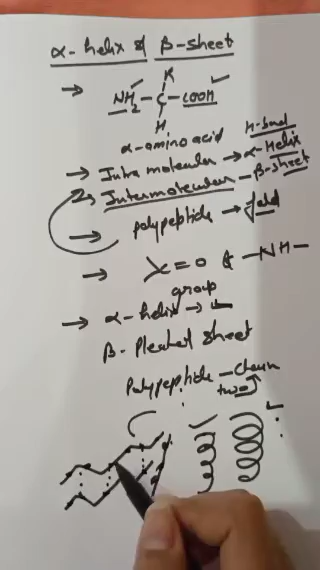 α-helix & β-sheet
R
NH2-C-COOH
H
α-amino acid
H-bond
→ Intra molecular → α-Helix
→ Intermolecular - β-sheet
→ polypeptide →
→ >C=O & -NH-
group
→ α-helix →
β-Pleated sheet
Polypeptide - Chain
two